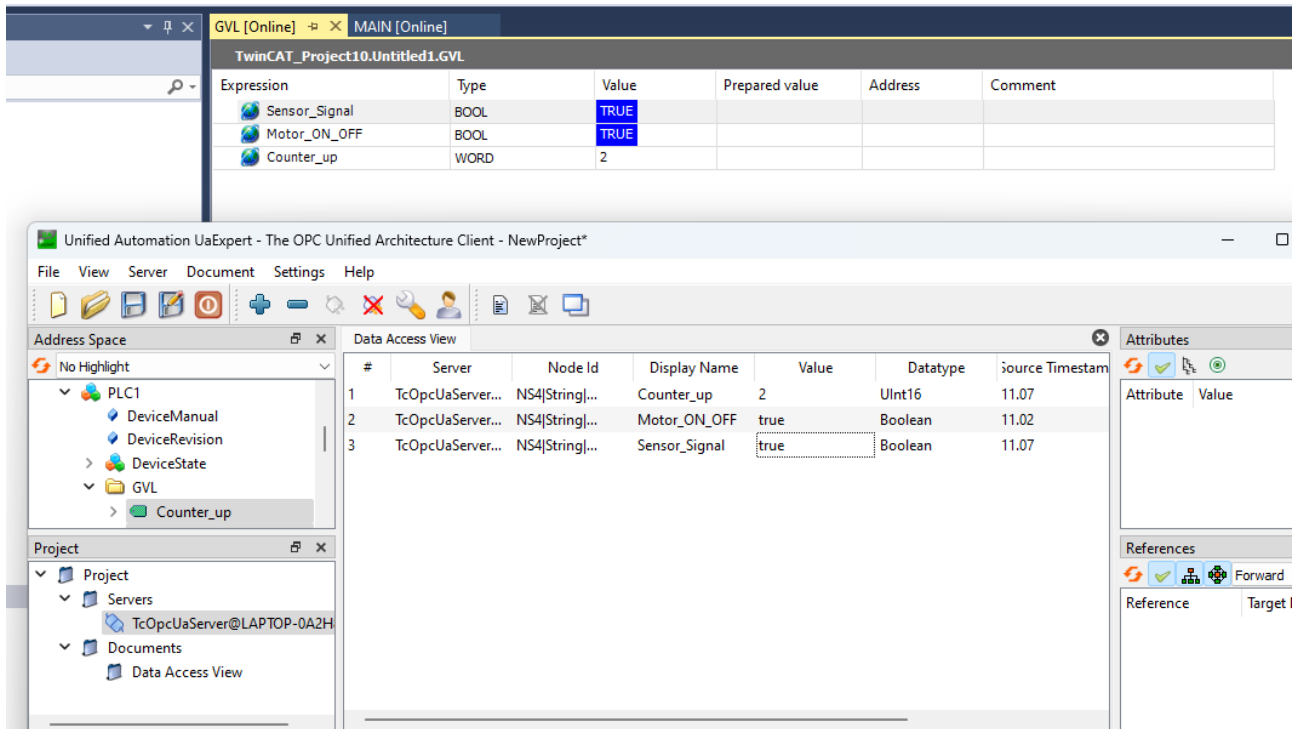 GVL [Online] MAIN [Online]
TwinCAT_Project10.Untitled1.GVL
Expression Type Value Prepared value Address Comment
Sensor_Signal BOOL TRUE
Motor_ON_OFF BOOL TRUE
Counter_up WORD 2
Unified Automation UaExpert - The OPC Unified Architecture Client - NewProject*
File View Server Document Settings Help
Address Space
No Highlight
PLC1
DeviceManual
DeviceRevision
DeviceState
GVL
Counter_up
Project
Project
Servers
TcOpcUaServer@LAPTOP-0A2H
Documents
Data Access View
Data Access View
# Server Node Id Display Name Value Datatype Source Timestam
1 TcOpcUaServer... NS4|String|... Counter_up 2 UInt16 11.07
2 TcOpcUaServer... NS4|String|... Motor_ON_OFF true Boolean 11.02
3 TcOpcUaServer... NS4|String|... Sensor_Signal true Boolean 11.07
Attributes
Attribute Value
References
Forward
Reference Target